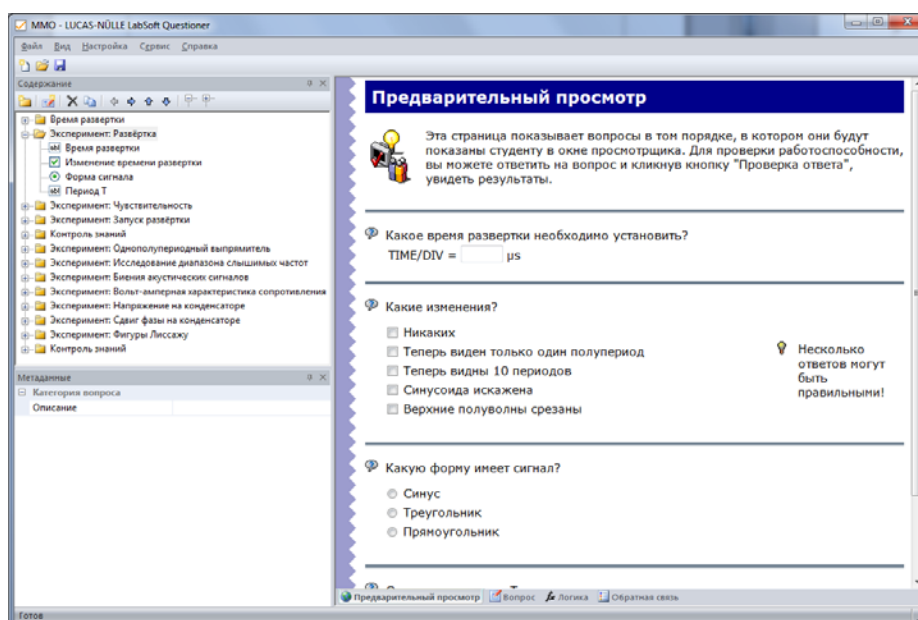 MMO - LUCAS-NÜLLE LabSoft Questioner
Файл Вид Настройка Сервис Справка
Содержание
Время развертки
Эксперимент: Развёртка
Время развертки
Изменение времени развертки
Форма сигнала
Период T
Эксперимент: Чувствительность
Эксперимент: Запуск развёртки
Контроль знаний
Эксперимент: Однополупериодный выпрямитель
Эксперимент: Исследование диапазона слышимых частот
Эксперимент: Биения акустических сигналов
Эксперимент: Вольт-амперная характеристика сопротивления
Эксперимент: Напряжение на конденсаторе
Эксперимент: Сдвиг фазы на конденсаторе
Эксперимент: Фигуры Лиссажу
Контроль знаний
Метаданные
Категория вопроса
Описание
Предварительный просмотр
Эта страница показывает вопросы в том порядке, в котором они будут
показаны студенту в окне просмотрщика. Для проверки работоспособности,
вы можете ответить на вопрос и кликнув кнопку "Проверка ответа",
увидеть результаты.
Какое время развертки необходимо установить?
TIME/DIV = µs
Какие изменения?
Никаких
Теперь виден только один полупериод
Теперь видны 10 периодов
Синусоида искажена
Верхние полуволны срезаны
Несколько
ответов могут
быть
правильными!
Какую форму имеет сигнал?
Синус
Треугольник
Прямоугольник
Предварительный просмотр Вопрос Логика Обратная связь
Готов